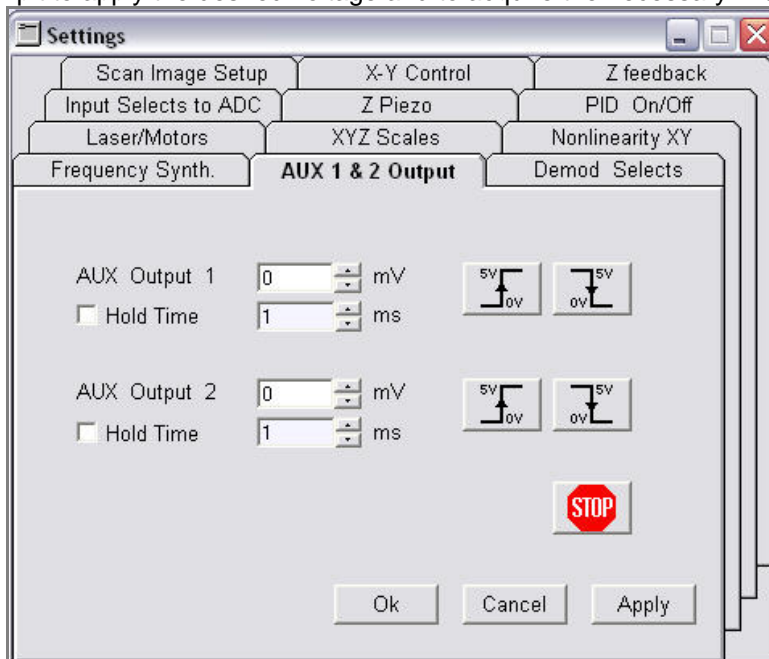 Settings
Scan Image Setup X-Y Control Z feedback
Input Selects to ADC Z Piezo PID On/Off
Laser/Motors XYZ Scales Nonlinearity XY
Frequency Synth. AUX 1 & 2 Output Demod Selects
AUX Output 1 0 mV 5V 0V 5V 0V
Hold Time 1 ms
AUX Output 2 0 mV 5V 0V 5V 0V
Hold Time 1 ms
STOP
Ok Cancel Apply